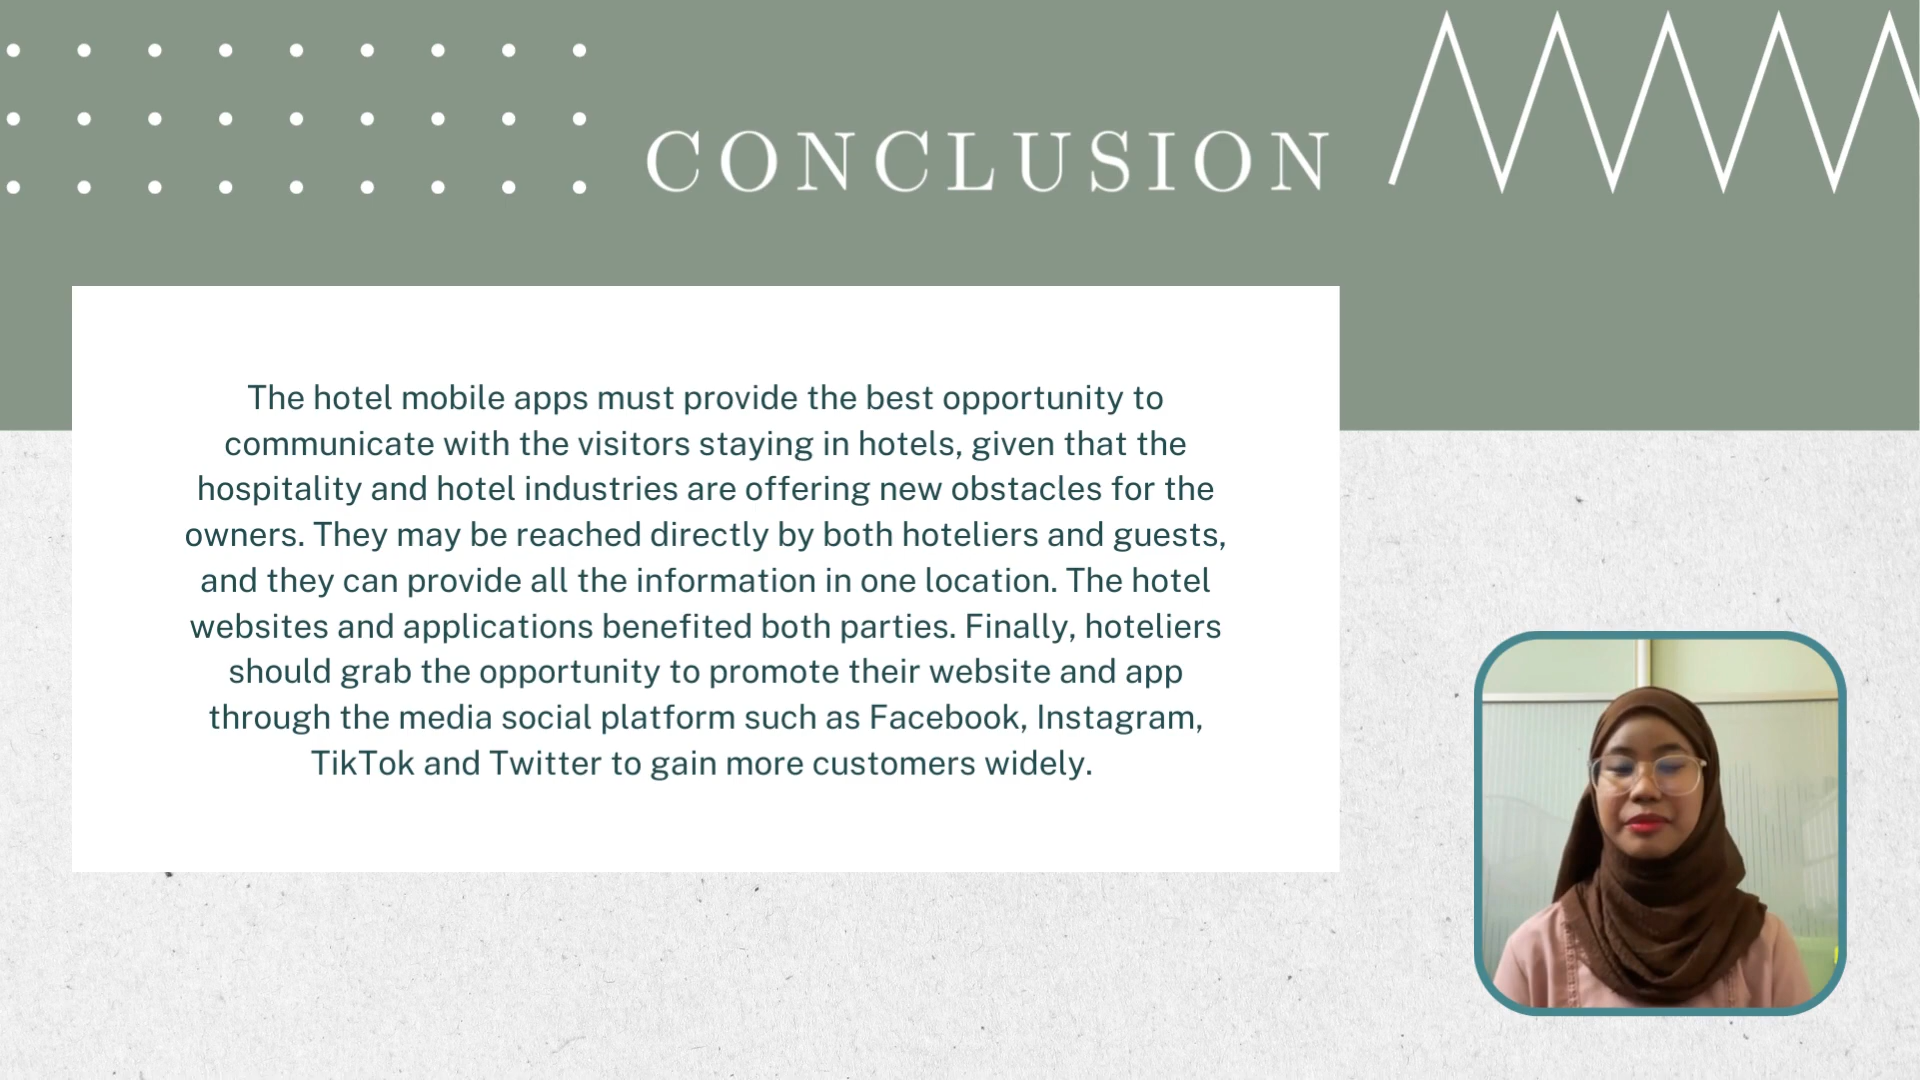 CONCLUSION
The hotel mobile apps must provide the best opportunity to
communicate with the visitors staying in hotels, given that the
hospitality and hotel industries are offering new obstacles for the
owners. They may be reached directly by both hoteliers and guests,
and they can provide all the information in one location. The hotel
websites and applications benefited both parties. Finally, hoteliers
should grab the opportunity to promote their website and app
through the media social platform such as Facebook, Instagram,
TikTok and Twitter to gain more customers widely.